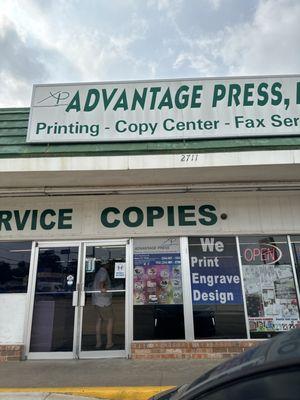 AP ADVANTAGE PRESS, I
Printing - Copy Center - Fax Ser
2711
RVICE COPIES
ADVANTAGE PRESS
We
Print
Engrave
Design
OPEN